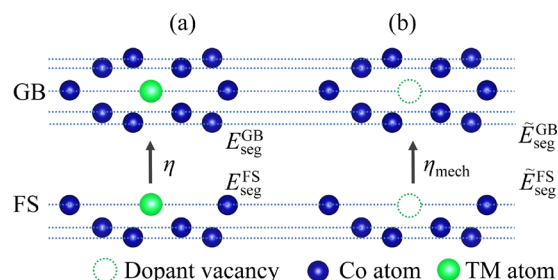 (a) (b)
GB
E_seg^GB Ẽ_seg^GB
η η_mech
E_seg^FS Ẽ_seg^FS
FS
Dopant vacancy Co atom TM atom